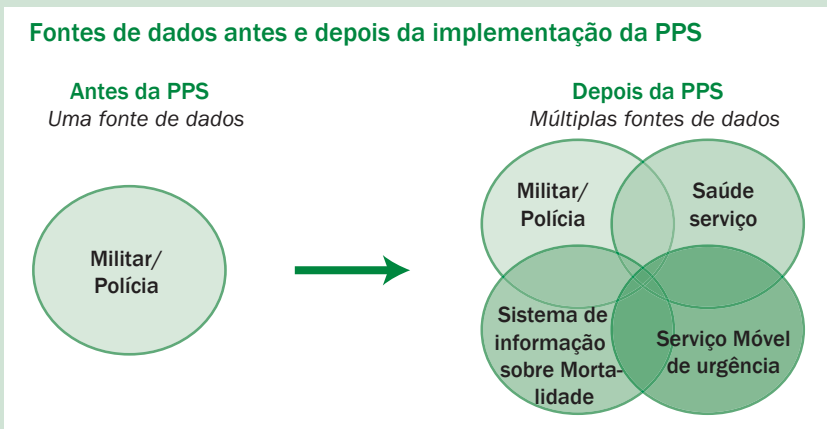 Fontes de dados antes e depois da implementação da PPS
Antes da PPS
Uma fonte de dados
Militar/
Polícia
Depois da PPS
Múltiplas fontes de dados
Militar/
Polícia
Saúde
serviço
Sistema de
informação
sobre Morta-
lidade
Serviço Móvel
de urgência